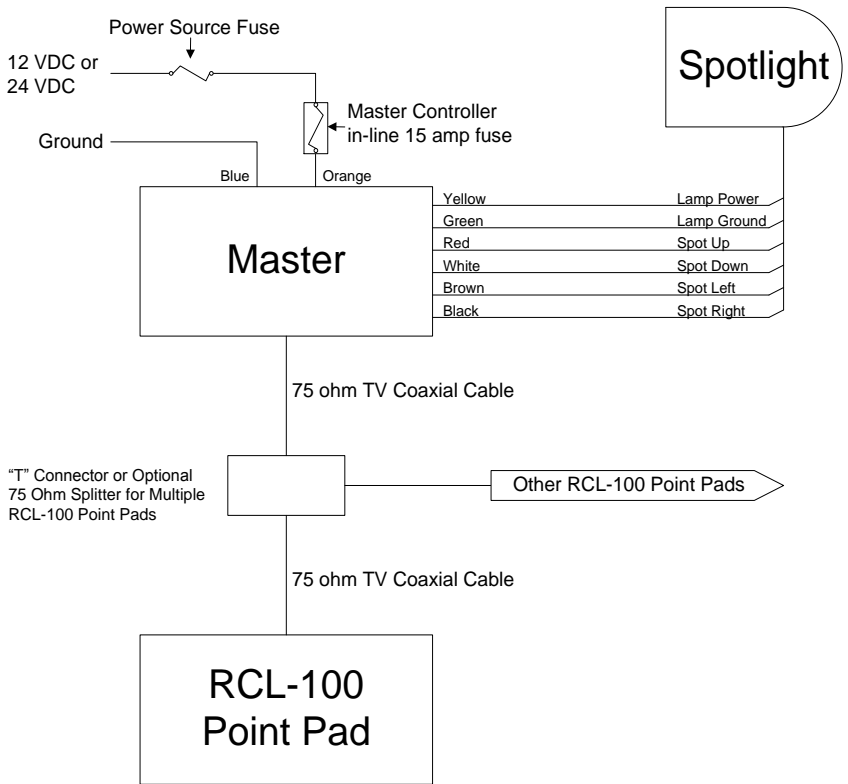 Power Source Fuse
12 VDC or
24 VDC
Spotlight
Master Controller
in-line 15 amp fuse
Ground
Blue
Orange
Master
Yellow
Lamp Power
Green
Lamp Ground
Red
Spot Up
White
Spot Down
Brown
Spot Left
Black
Spot Right
75 ohm TV Coaxial Cable
“T” Connector or Optional
75 Ohm Splitter for Multiple
RCL-100 Point Pads
Other RCL-100 Point Pads
75 ohm TV Coaxial Cable
RCL-100
Point Pad